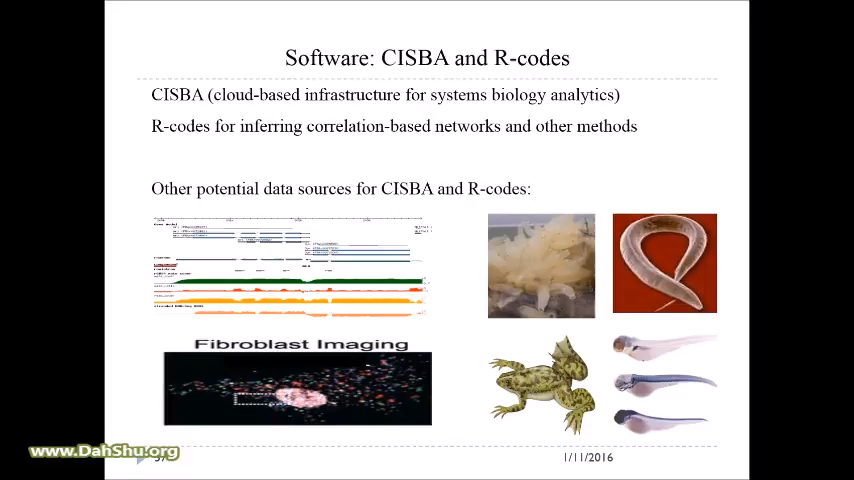 Software: CISBA and R-codes
CISBA (cloud-based infrastructure for systems biology analytics)
R-codes for inferring correlation-based networks and other methods
Other potential data sources for CISBA and R-codes:
Fibroblast Imaging
www.DahShu.org
1/11/2016